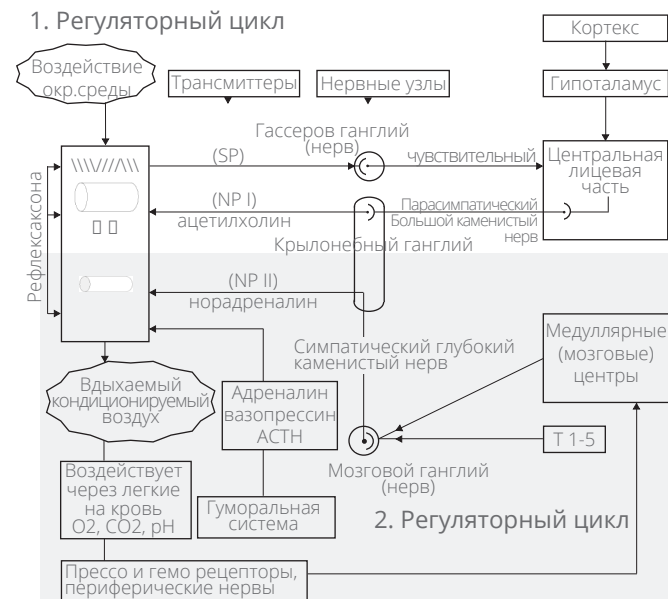 1. Регуляторный цикл
Кортекс
Воздействие
окр.среды
Трансмиттеры
Нервные узлы
Гипоталамус
Гассеров ганглий
(нерв)
(SP)
чувствительный
Центральная
лицевая
часть
Рефлексаксона
(NP I)
ацетилхолин
Парасимпатический
Большой каменистый
нерв
Крылонебный ганглий
(NP II)
норадреналин
Симпатический глубокий
каменистый нерв
Медуллярные
(мозговые)
центры
Вдыхаемый
кондиционируемый
воздух
Адреналин
вазопрессин
АСТН
T 1-5
Мозговой ганглий
(нерв)
Воздействует
через легкие
на кровь
O2, CO2, pH
Гуморальная
система
2. Регуляторный цикл
Прессо и гемо рецепторы,
периферические нервы